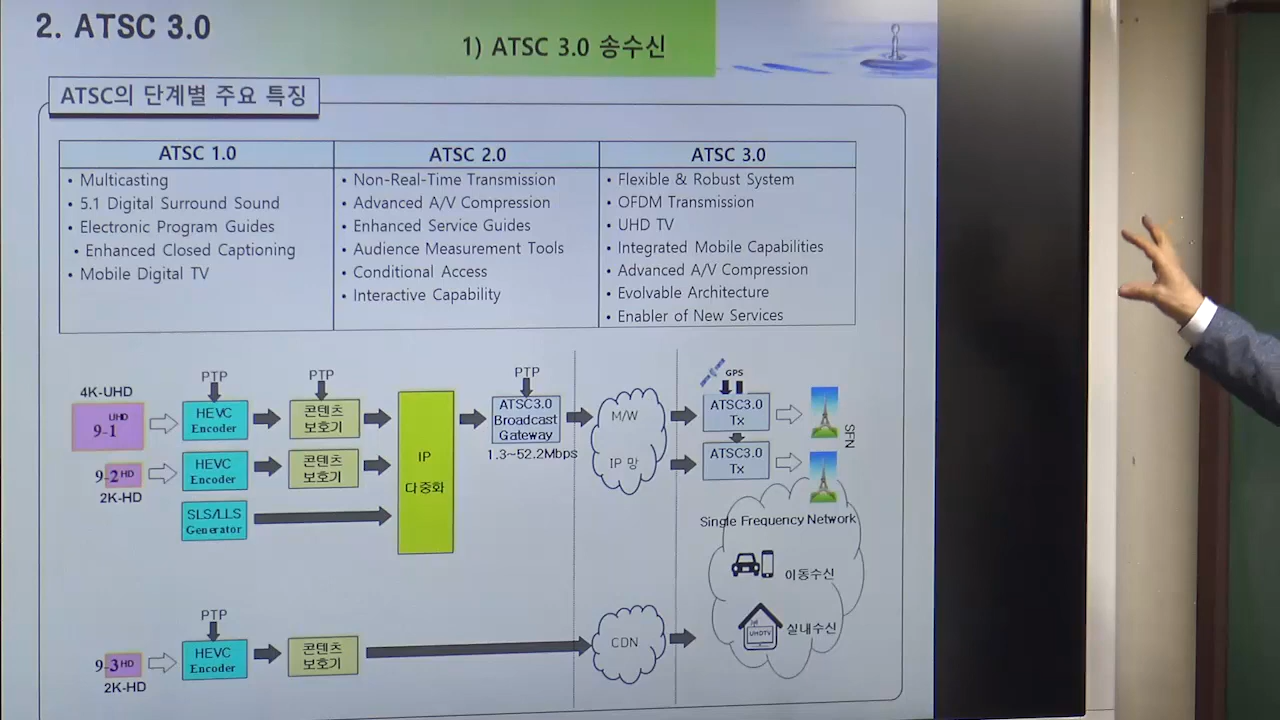 2. ATSC 3.0
1) ATSC 3.0 송수신
ATSC의 단계별 주요 특징
ATSC 1.0
• Multicasting
• 5.1 Digital Surround Sound
• Electronic Program Guides
• Enhanced Closed Captioning
• Mobile Digital TV
ATSC 2.0
• Non-Real-Time Transmission
• Advanced A/V Compression
• Enhanced Service Guides
• Audience Measurement Tools
• Conditional Access
• Interactive Capability
ATSC 3.0
• Flexible & Robust System
• OFDM Transmission
• UHD TV
• Integrated Mobile Capabilities
• Advanced A/V Compression
• Evolvable Architecture
• Enabler of New Services
4K-UHD
UHD
9-1
PTP
HEVC
Encoder
PTP
콘텐츠
보호기
9-2HD
2K-HD
HEVC
Encoder
콘텐츠
보호기
SLS/LLS
Generator
IP
다중화
PTP
ATSC3.0
Broadcast
Gateway
1.3~52.2Mbps
M/W
IP 망
GPS
ATSC3.0
Tx
ATSC3.0
Tx
SFN
Single Frequency Network
이동수신
UHDTV
실내수신
PTP
9-3HD
2K-HD
HEVC
Encoder
콘텐츠
보호기
CDN